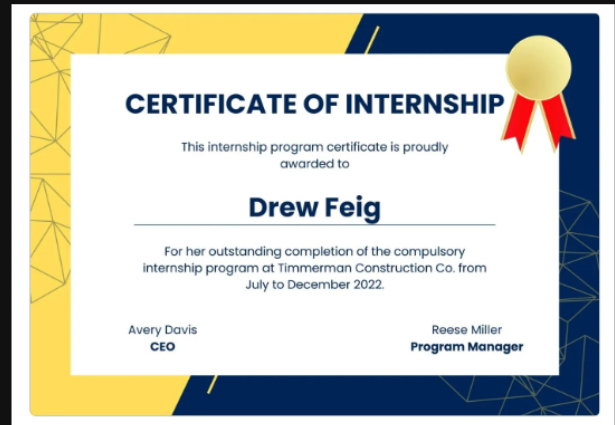 CERTIFICATE OF INTERNSHIP
This internship program certificate is proudly
awarded to
Drew Feig
For her outstanding completion of the compulsory
internship program at Timmerman Construction Co. from
July to December 2022.
Avery Davis
CEO
Reese Miller
Program Manager